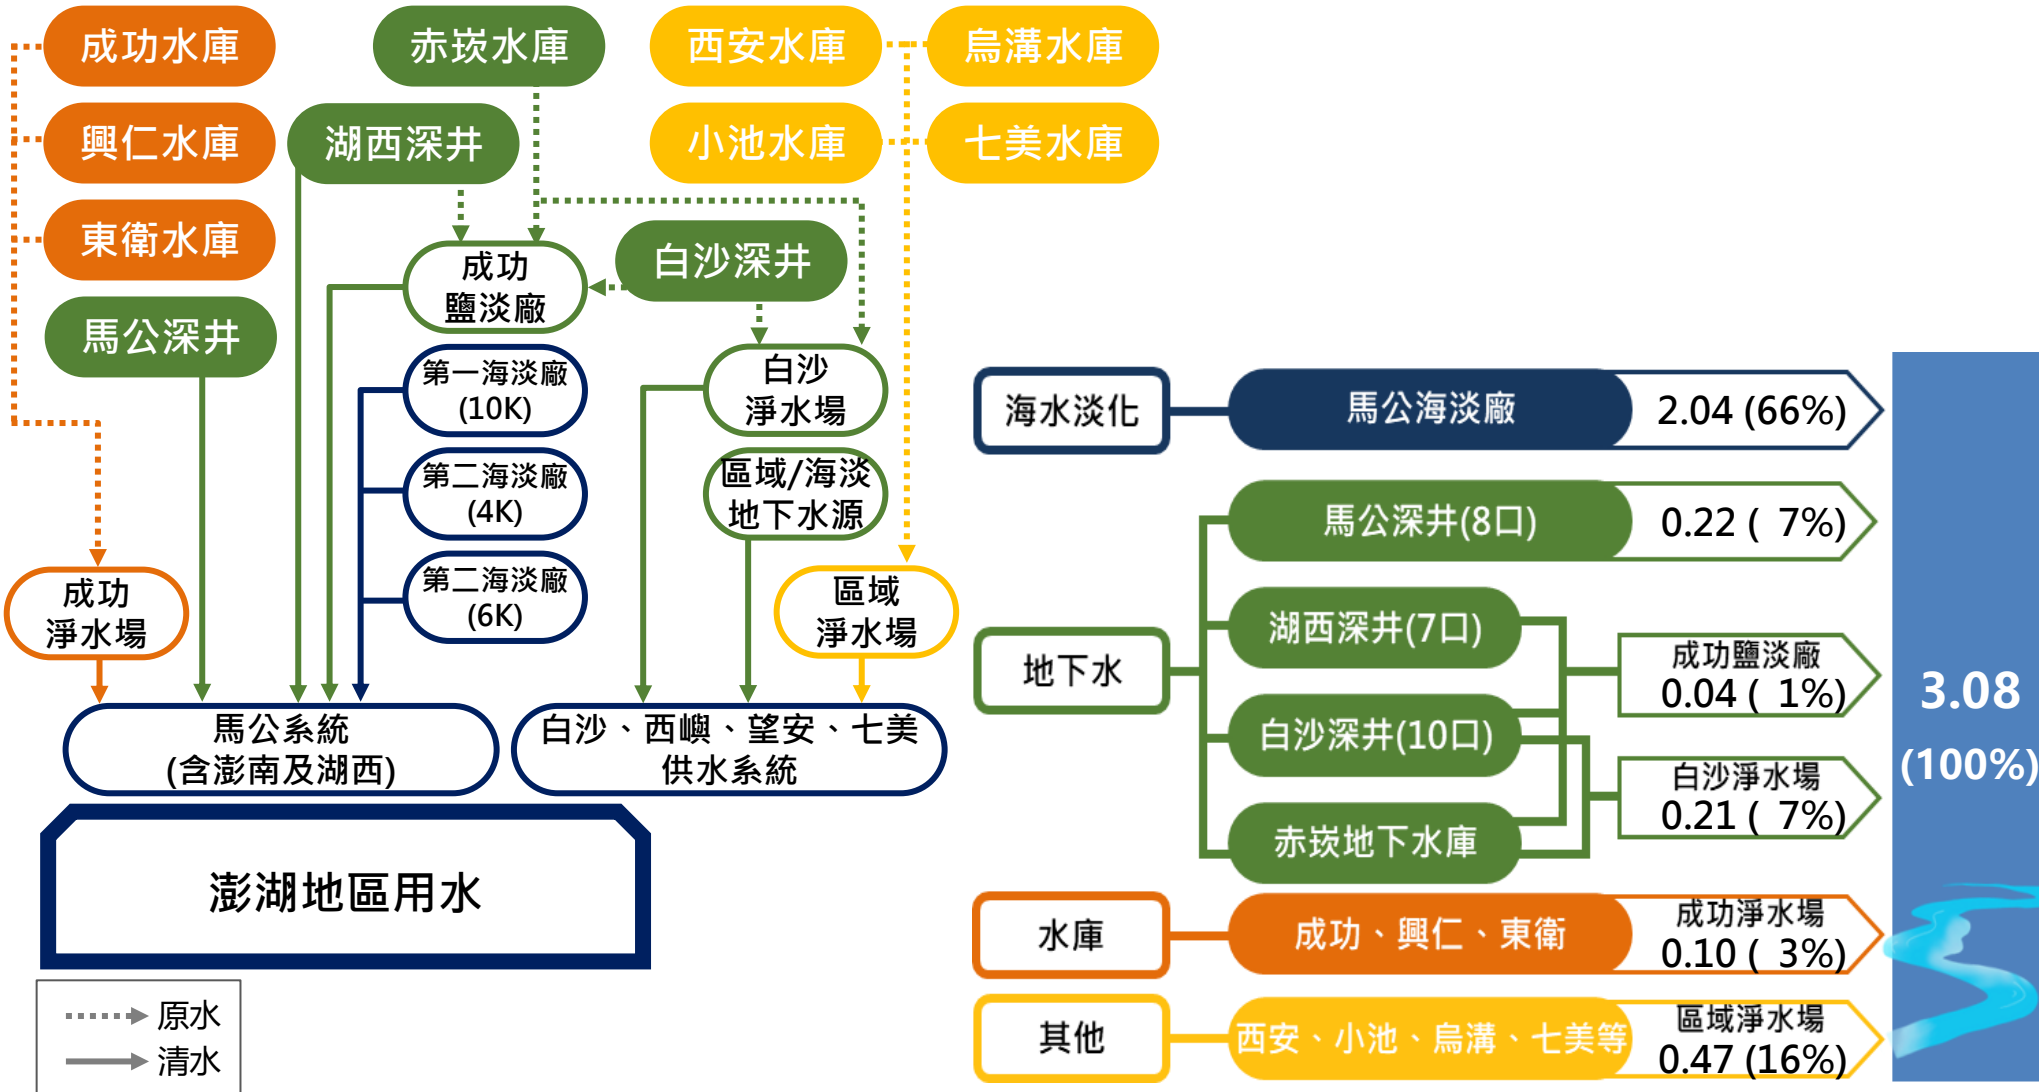 成功水庫
赤崁水庫
西安水庫
烏溝水庫
興仁水庫
湖西深井
小池水庫
七美水庫
東衛水庫
白沙深井
成功
鹽淡廠
馬公深井
第一海淡廠
(10K)
白沙
淨水場
第二海淡廠
(4K)
區域/海淡
地下水源
第二海淡廠
(6K)
成功
淨水場
區域
淨水場
馬公系統
(含澎南及湖西)
白沙、西嶼、望安、七美
供水系統
澎湖地區用水
原水
清水
海水淡化
馬公海淡廠
2.04 (66%)
馬公深井(8口)
0.22 ( 7%)
地下水
湖西深井(7口)
白沙深井(10口)
赤崁地下水庫
成功鹽淡廠
0.04 ( 1%)
白沙淨水場
0.21 ( 7%)
水庫
成功、興仁、東衛
成功淨水場
0.10 ( 3%)
其他
西安、小池、烏溝、七美等
區域淨水場
0.47 (16%)
3.08
(100%)